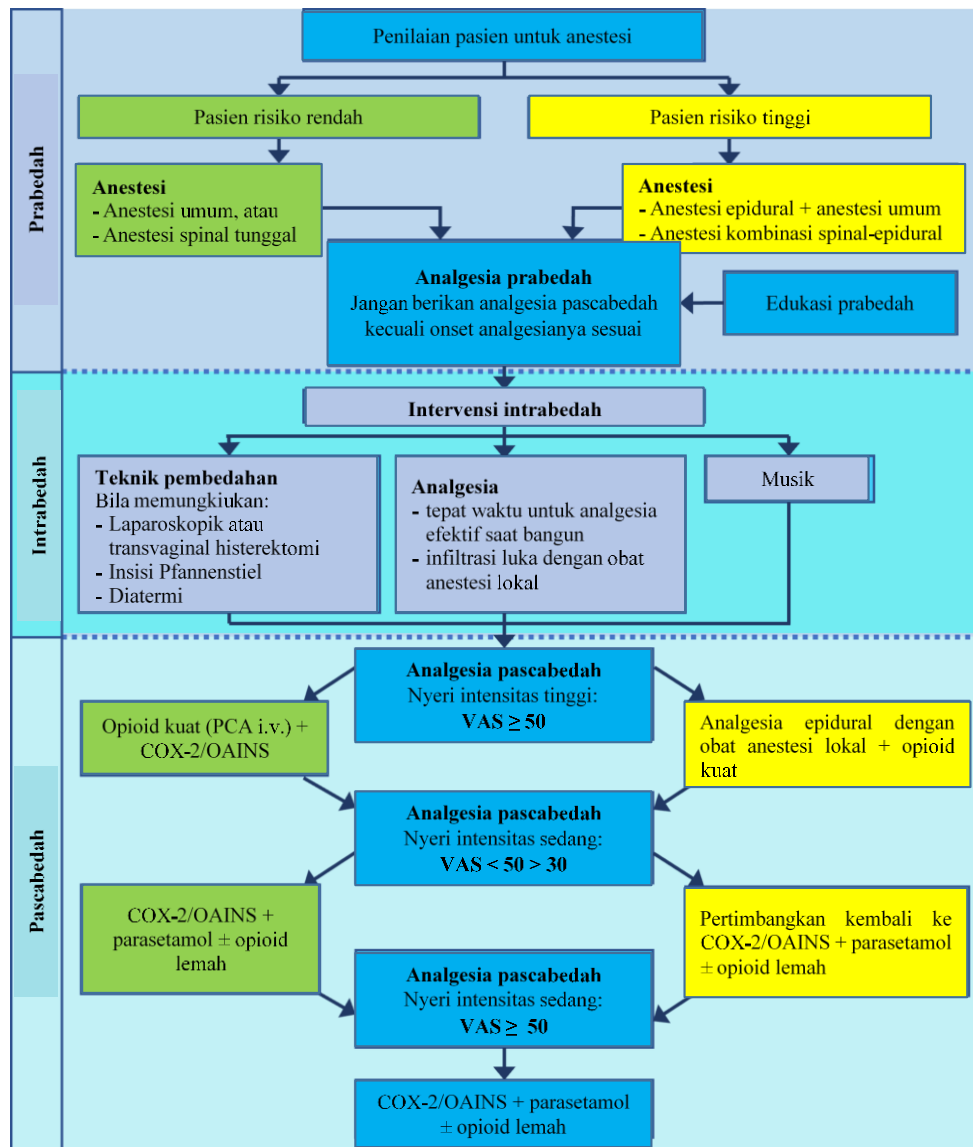 Prabedah
Penilaian pasien untuk anestesi
Pasien risiko rendah
Pasien risiko tinggi
Anestesi
- Anestesi umum, atau
- Anestesi spinal tunggal
Anestesi
- Anestesi epidural + anestesi umum
- Anestesi kombinasi spinal-epidural
Analgesia prabedah
Jangan berikan analgesia pascabedah
kecuali onset analgesianya sesuai
Edukasi prabedah
Intrabedah
Intervensi intrabedah
Teknik pembedahan
Bila memungkiukan:
- Laparoskopik atau
transvaginal histerektomi
- Insisi Pfannenstiel
- Diatermi
Analgesia
- tepat waktu untuk analgesia
efektif saat bangun
- infiltrasi luka dengan obat
anestesi lokal
Musik
Pascabedah
Analgesia pascabedah
Nyeri intensitas tinggi:
VAS ≥ 50
Opioid kuat (PCA i.v.) +
COX-2/OAINS
Analgesia epidural dengan
obat anestesi lokal + opioid
kuat
Analgesia pascabedah
Nyeri intensitas sedang:
VAS < 50 > 30
COX-2/OAINS +
parasetamol ± opioid
lemah
Pertimbangkan kembali ke
COX-2/OAINS + parasetamol
± opioid lemah
Analgesia pascabedah
Nyeri intensitas sedang:
VAS ≥ 50
COX-2/OAINS + parasetamol
± opioid lemah